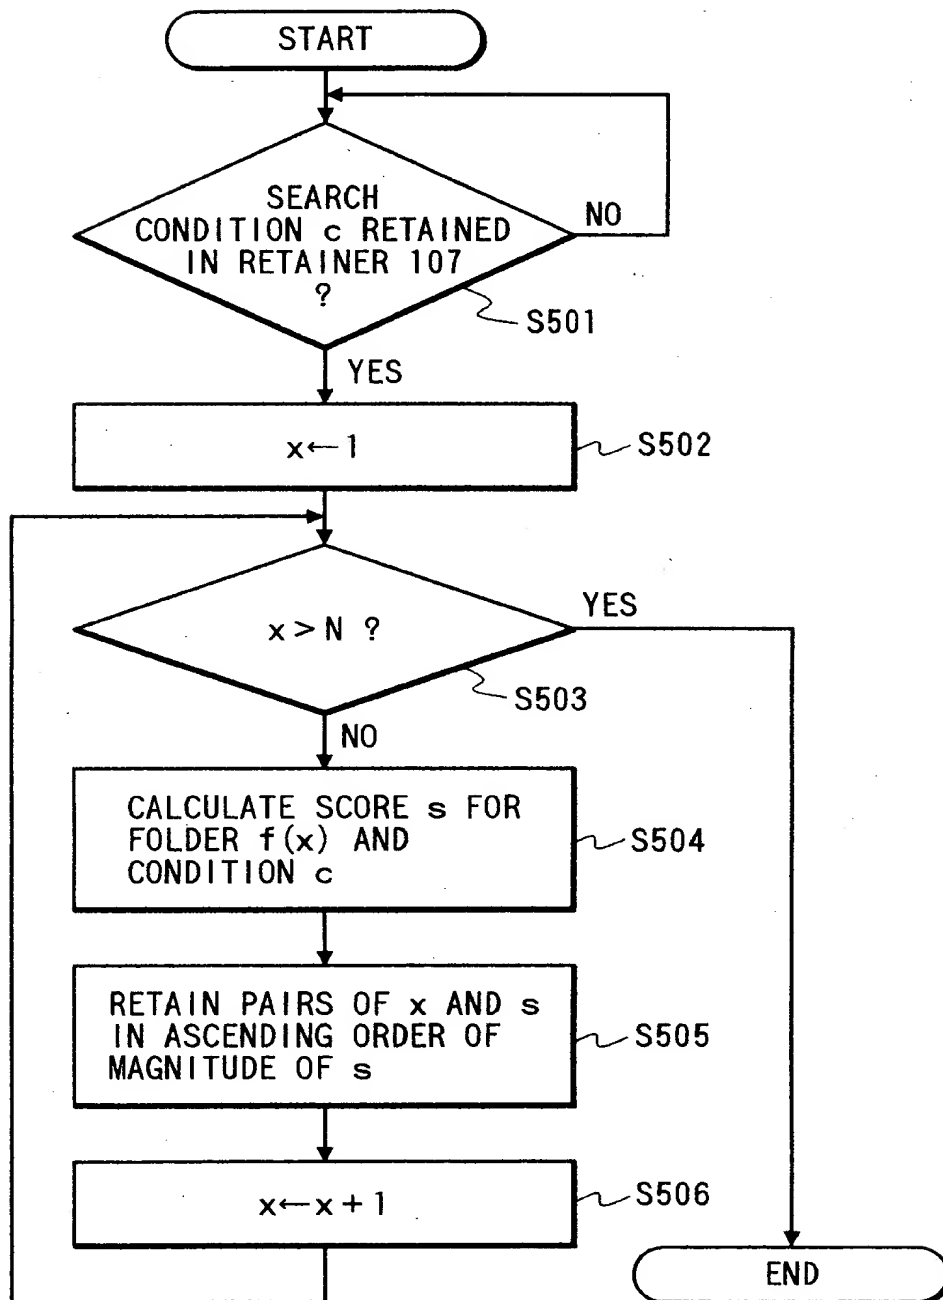 START
SEARCH
CONDITION c RETAINED
IN RETAINER 107
?
NO
S501
YES
x←1
S502
x>N ?
YES
S503
NO
CALCULATE SCORE s FOR
FOLDER f(x) AND
CONDITION c
S504
RETAIN PAIRS OF x AND s
IN ASCENDING ORDER OF
MAGNITUDE OF s
S505
x←x+1
S506
END